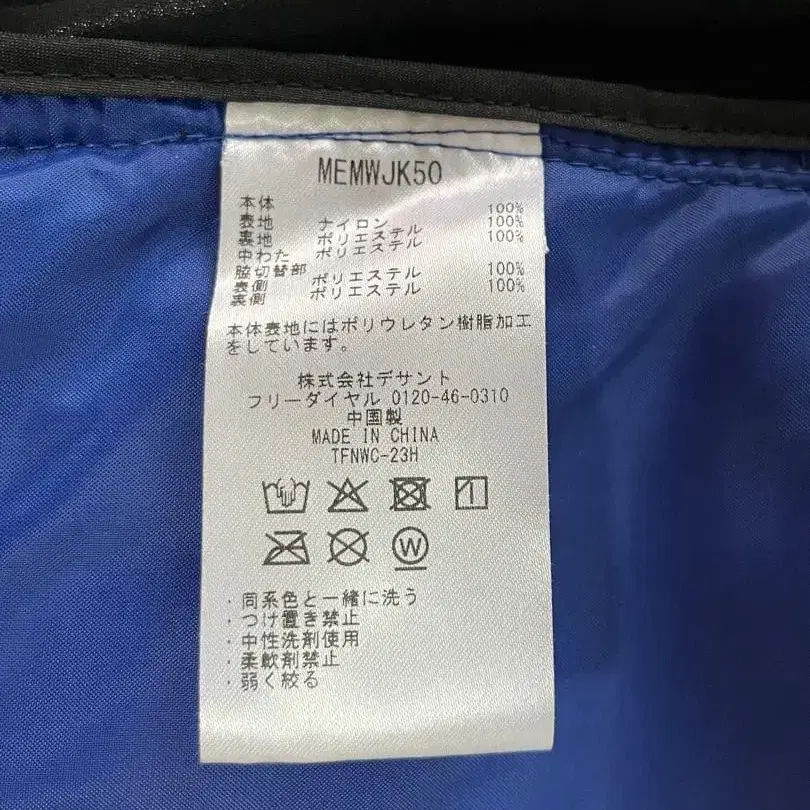 MEMWJK50
本体
表地 ナイロン 100%
裏地 ポリエステル 100%
中わた ポリエステル 100%
脇切替部
表側 ポリエステル 100%
裏側 ポリエステル 100%
本体表地にはポリウレタン樹脂加工
をしています。
株式会社デサント
フリーダイヤル 0120-46-0310
中国製
MADE IN CHINA
TFNWC-23H
W
・同系色と一緒に洗う
・つけ置き禁止
・中性洗剤使用
・柔軟剤禁止
・弱く絞る